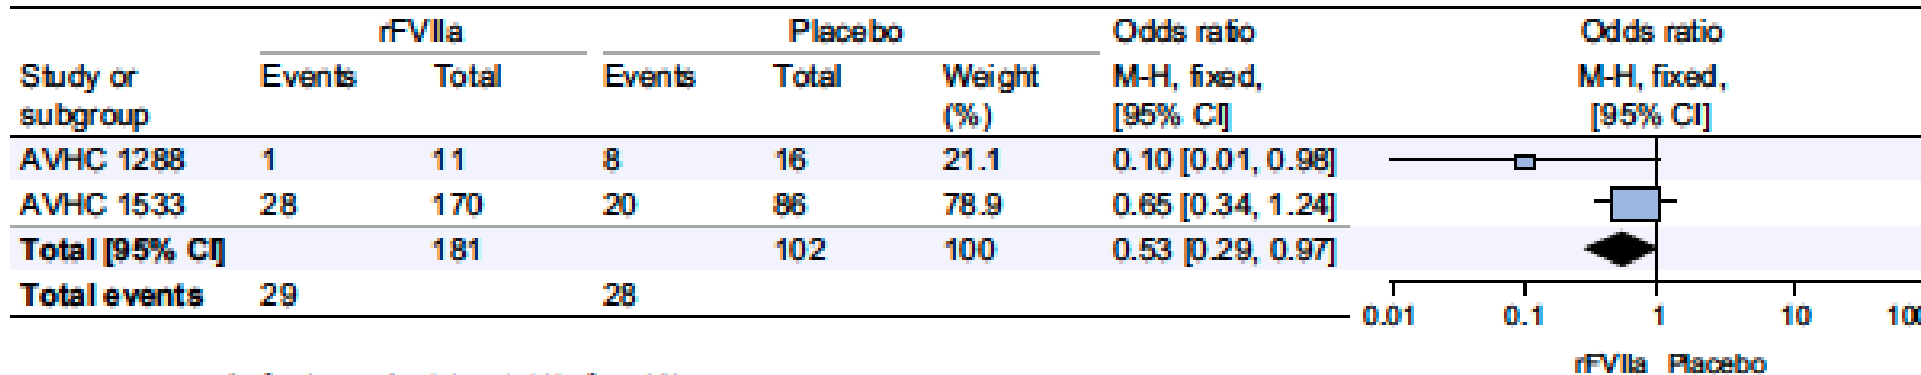 rFVIIa Placebo Odds ratio Odds ratio
Study or Events Total Events Total Weight M-H, fixed, M-H, fixed,
subgroup (%) [95% CI] [95% CI]
AVHC 1288 1 11 8 16 21.1 0.10 [0.01, 0.98]
AVHC 1533 28 170 20 86 78.9 0.65 [0.34, 1.24]
Total [95% CI] 181 102 100 0.53 [0.29, 0.97]
Total events 29 28
0.01 0.1 1 10 100
rFVIIa Placebo